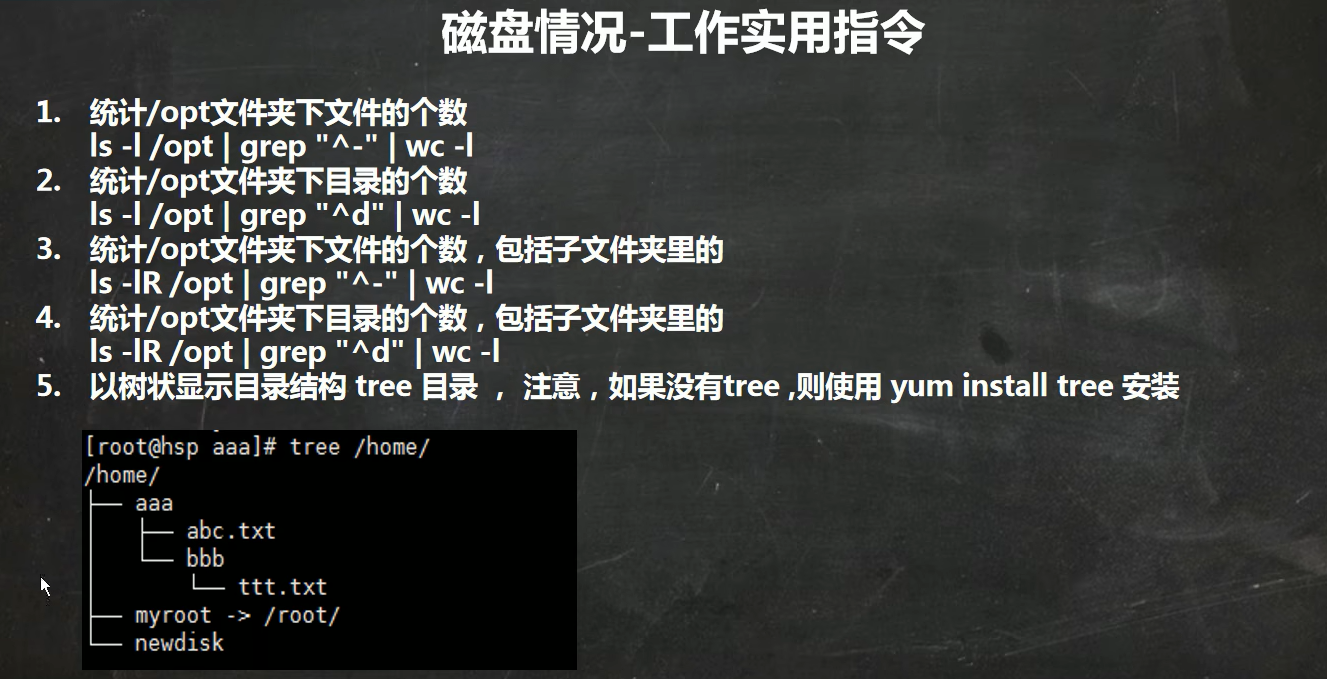 磁盘情况-工作实用指令
1. 统计/opt文件夹下文件的个数
ls -l /opt | grep "^-" | wc -l
2. 统计/opt文件夹下目录的个数
ls -l /opt | grep "^d" | wc -l
3. 统计/opt文件夹下文件的个数，包括子文件夹里的
ls -lR /opt | grep "^-" | wc -l
4. 统计/opt文件夹下目录的个数，包括子文件夹里的
ls -lR /opt | grep "^d" | wc -l
5. 以树状显示目录结构 tree 目录 ， 注意，如果没有tree ,则使用 yum install tree 安装
[root@hsp aaa]# tree /home/
/home/
├── aaa
│   ├── abc.txt
│   └── bbb
│       └── ttt.txt
├── myroot -> /root/
└── newdisk